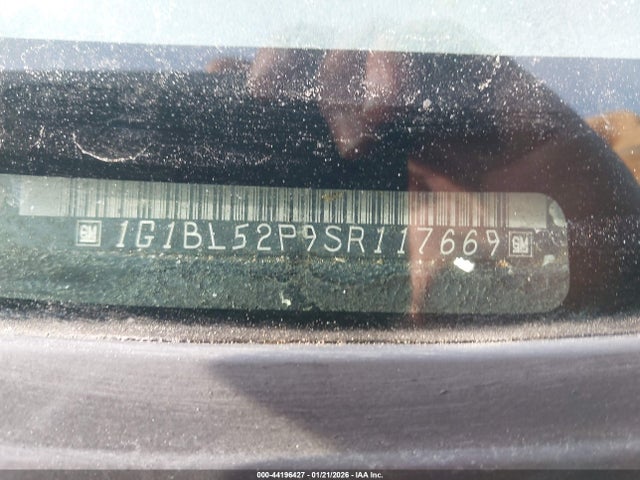 GM 1G1BL52P9SR117669 GM
000-44196427 - 01/21/2026 - IAA Inc.